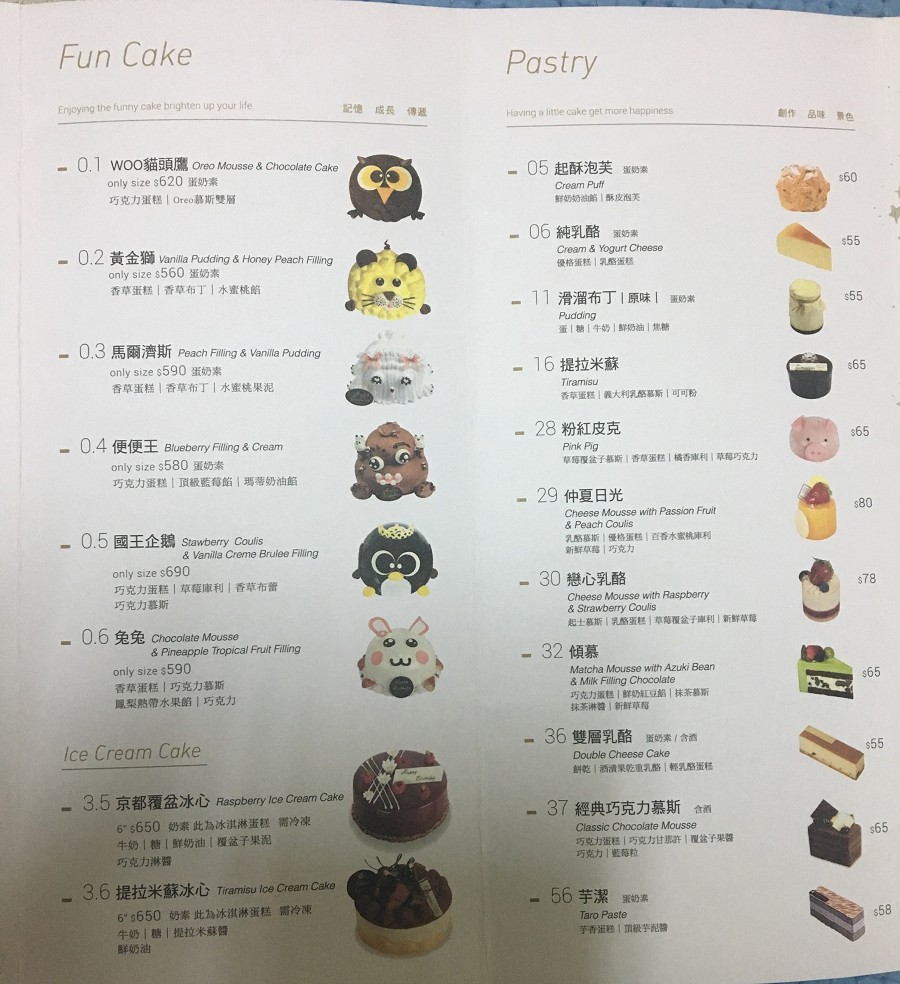 Fun Cake
Enjoying the funny cake brighten up your life.
記憶 成長 傳遞
0.1 WOO貓頭鷹 Oreo Mousse & Chocolate Cake
only size $620 蛋奶素
巧克力蛋糕|Oreo慕斯雙層
0.2 黃金獅 Vanilla Pudding & Honey Peach Filling
only size $560 蛋奶素
香草蛋糕|香草布丁|水蜜桃餡
0.3 馬爾濟斯 Peach Filling & Vanilla Pudding
only size $590 蛋奶素
香草蛋糕|香草布丁|水蜜桃果泥
0.4 便便王 Blueberry Filling & Cream
only size $580 蛋奶素
巧克力蛋糕|頂級藍莓餡|瑪蒂奶油餡
0.5 國王企鵝 Stawberry Coulis
& Vanilla Creme Brulee Filling
only size $690
巧克力蛋糕|草莓庫利|香草布蕾
巧克力慕斯
0.6 兔兔 Chocolate Mousse
& Pineapple Tropical Fruit Filling
only size $590
香草蛋糕|巧克力慕斯
鳳梨熱帶水果餡|巧克力
Ice Cream Cake
3.5 京都覆盆冰心 Raspberry Ice Cream Cake
6" $650 奶素 此為冰淇淋蛋糕 需冷凍
牛奶|糖|鮮奶油|覆盆子果泥
巧克力淋醬
3.6 提拉米蘇冰心 Tiramisu Ice Cream Cake
6" $650 奶素 此為冰淇淋蛋糕 需冷凍
牛奶|糖|提拉米蘇醬
鮮奶油
Pastry
Having a little cake get more happiness.
創作 品味 景色
05 起酥泡芙 蛋奶素 $60
Cream Puff
鮮奶奶油餡|酥皮泡芙
06 純乳酪 蛋奶素 $55
Cream & Yogurt Cheese
優格蛋糕|乳酪蛋糕
11 滑溜布丁|原味| 蛋奶素 $55
Pudding
蛋|糖|牛奶|鮮奶油|焦糖
16 提拉米蘇 $65
Tiramisu
香草蛋糕|義大利乳酪慕斯|可可粉
28 粉紅皮克 $65
Pink Pig
草莓覆盆子慕斯|香草蛋糕|橘香庫利|草莓巧克力
29 仲夏日光 $80
Cheese Mousse with Passion Fruit
& Peach Coulis
乳酪慕斯|優格蛋糕|百香水蜜桃庫利
新鮮草莓|巧克力
30 戀心乳酪 $78
Cheese Mousse with Raspberry
& Strawberry Coulis
起士慕斯|乳酪蛋糕|草莓覆盆子庫利|新鮮草莓
32 傾慕 $65
Matcha Mousse with Azuki Bean
& Milk Filling Chocolate
巧克力蛋糕|鮮奶紅豆餡|抹茶慕斯
抹茶淋醬|新鮮草莓
36 雙層乳酪 蛋奶素 / 含酒 $55
Double Cheese Cake
餅乾|酒漬果乾重乳酪|輕乳酪蛋糕
37 經典巧克力慕斯 含酒 $65
Classic Chocolate Mousse
巧克力蛋糕|巧克力甘那許|覆盆子果醬
巧克力|藍莓粒
56 芋潔 蛋奶素 $58
Taro Paste
芋香蛋糕|頂級芋泥醬